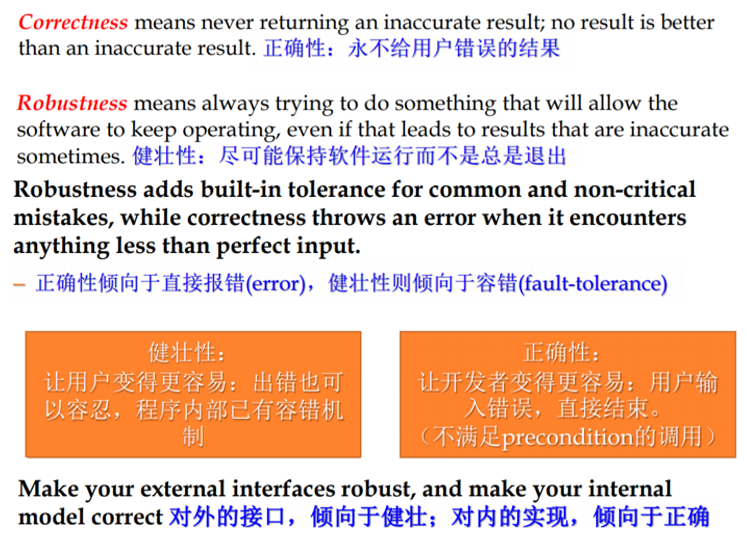 Correctness means never returning an inaccurate result; no result is better
than an inaccurate result. 正确性：永不给用户错误的结果
Robustness means always trying to do something that will allow the
software to keep operating, even if that leads to results that are inaccurate
sometimes. 健壮性：尽可能保持软件运行而不是总是退出
Robustness adds built-in tolerance for common and non-critical
mistakes, while correctness throws an error when it encounters
anything less than perfect input.
– 正确性倾向于直接报错(error)，健壮性则倾向于容错(fault-tolerance)
健壮性：
让用户变得更容易：出错也可
以容忍，程序内部已有容错机
制
正确性：
让开发者变得更容易：用户输
入错误，直接结束。
（不满足precondition的调用）
Make your external interfaces robust, and make your internal
model correct 对外的接口，倾向于健壮；对内的实现，倾向于正确